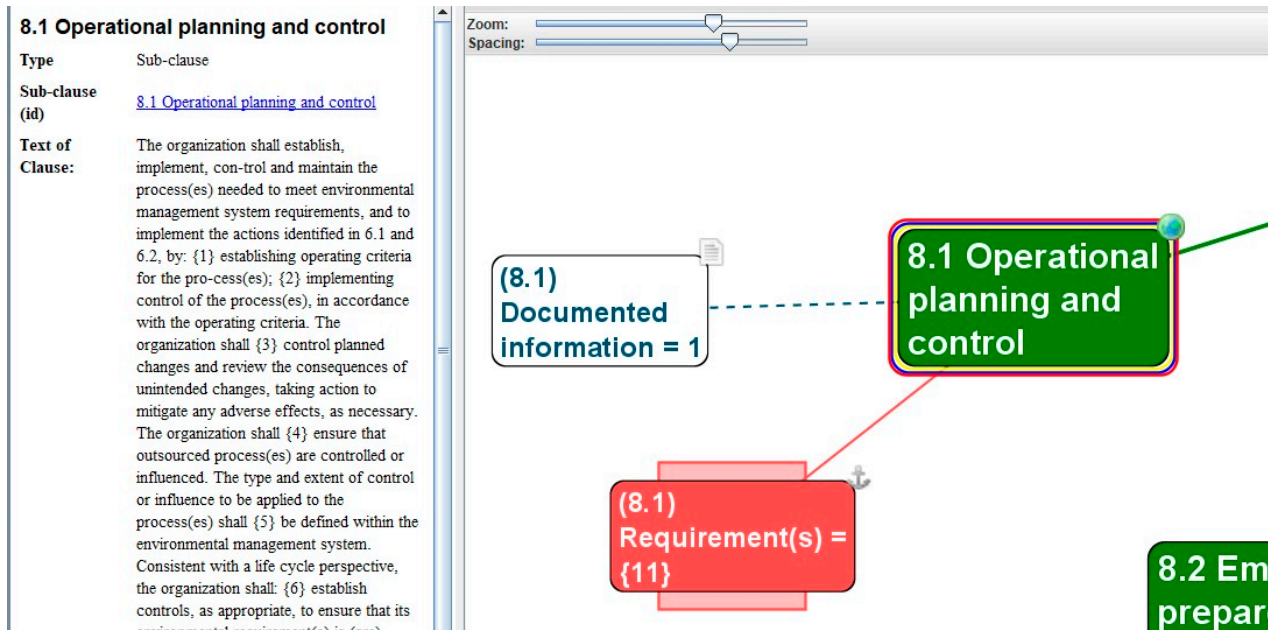 8.1 Operational planning and control
Type Sub-clause
Sub-clause
(id)
8.1 Operational planning and control
Text of
Clause:
The organization shall establish,
implement, con-trol and maintain the
process(es) needed to meet environmental
management system requirements, and to
implement the actions identified in 6.1 and
6.2, by: {1} establishing operating criteria
for the pro-cess(es); {2} implementing
control of the process(es), in accordance
with the operating criteria. The
organization shall {3} control planned
changes and review the consequences of
unintended changes, taking action to
mitigate any adverse effects, as necessary.
The organization shall {4} ensure that
outsourced process(es) are controlled or
influenced. The type and extent of control
or influence to be applied to the
process(es) shall {5} be defined within the
environmental management system.
Consistent with a life cycle perspective,
the organization shall: {6} establish
controls, as appropriate, to ensure that its
Zoom:
Spacing:
(8.1)
Documented
information = 1
8.1 Operational
planning and
control
(8.1)
Requirement(s) =
{11}
8.2 Em
prepar